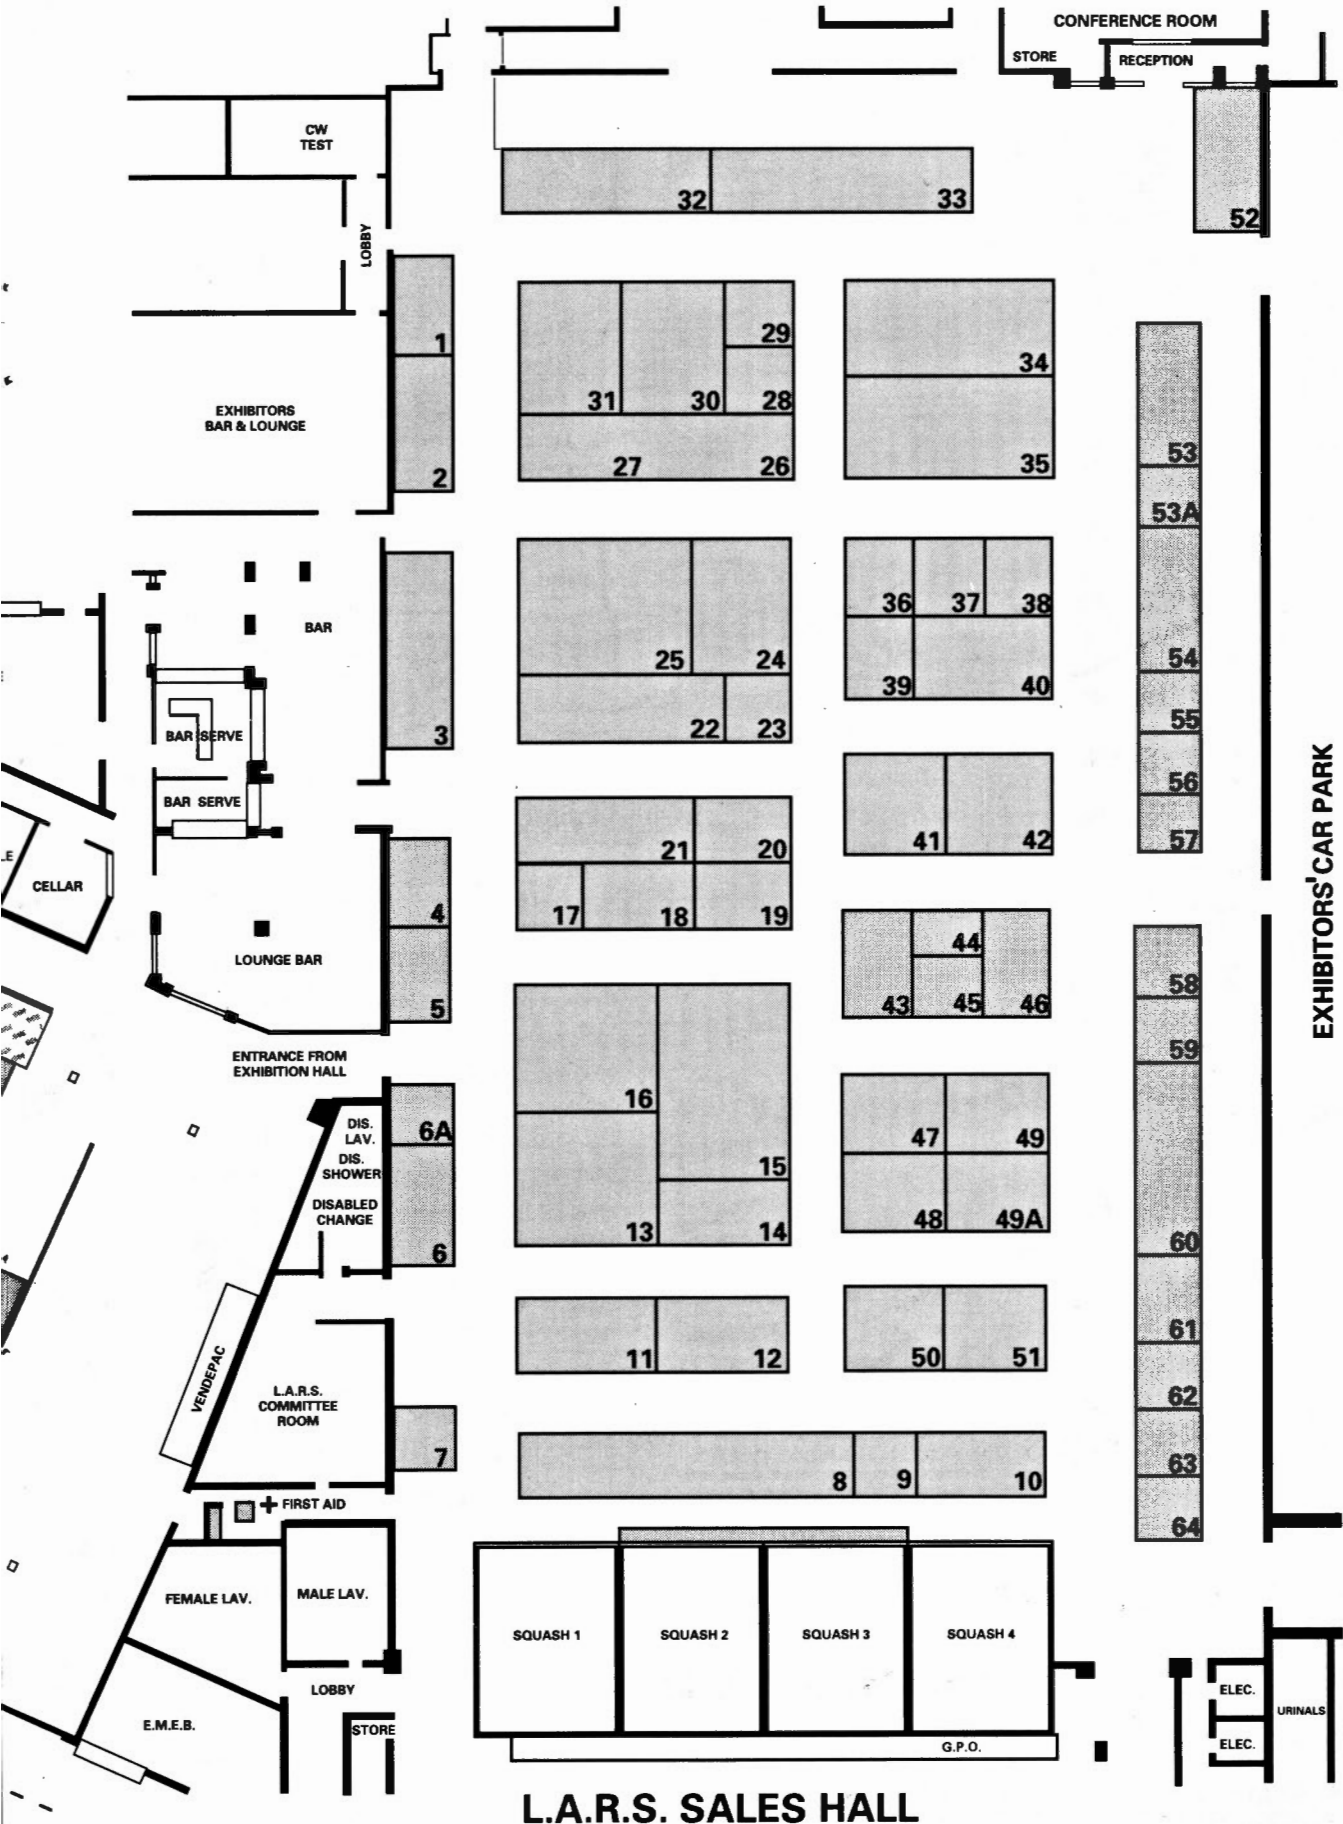 CONFERENCE ROOM
STORE
RECEPTION
CW
TEST
32
33
52
LOBBY
1
29
34
31
30
28
EXHIBITORS
BAR & LOUNGE
2
27
26
35
53
53A
36
37
38
BAR
25
24
54
39
40
3
22
23
55
BAR SERVE
EXHIBITORS' CAR PARK
56
BAR SERVE
21
20
41
42
57
CELLAR
4
17
18
19
44
LOUNGE BAR
58
5
43
45
46
ENTRANCE FROM
EXHIBITION HALL
59
16
DIS.
LAV.
6A
47
49
DIS.
SHOWER
15
DISABLED
CHANGE
48
49A
6
13
14
60
61
VENDEPAC
11
12
50
51
L.A.R.S.
COMMITTEE
ROOM
62
7
8
9
10
63
FIRST AID
64
FEMALE LAV.
MALE LAV.
SQUASH 1
SQUASH 2
SQUASH 3
SQUASH 4
LOBBY
ELEC.
URINALS
E.M.E.B.
STORE
G.P.O.
ELEC.
L.A.R.S. SALES HALL